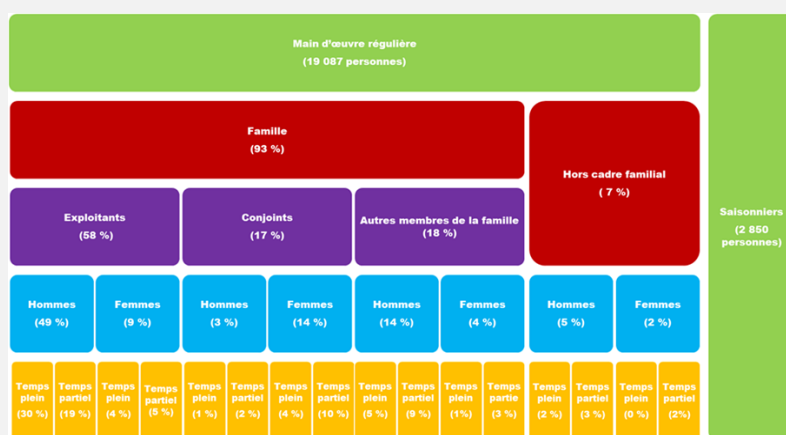 Main d'œuvre régulière
(19 087 personnes)
Famille
(93 %)
Hors cadre familial
( 7 %)
Saisonniers
(2 850
personnes)
Exploitants
(58 %)
Conjoints
(17 %)
Autres membres de la famille
(18 %)
Hommes
(49 %)
Femmes
(9 %)
Hommes
(3 %)
Femmes
(14 %)
Hommes
(14 %)
Femmes
(4 %)
Hommes
(5 %)
Femmes
(2 %)
Temps
plein
(30 %)
Temps
partiel
(19 %)
Temps
plein
(4 %)
Temps
partiel
(5 %)
Temps
plein
(1 %)
Temps
partiel
(2 %)
Temps
plein
(4 %)
Temps
partiel
(10 %)
Temps
plein
(5 %)
Temps
partiel
(9 %)
Temps
plein
(1%)
Temps
partie
(3 %)
Temps
plein
(2 %)
Temps
partiel
(3 %)
Temps
plein
(0 %)
Temps
partiel
(2%)